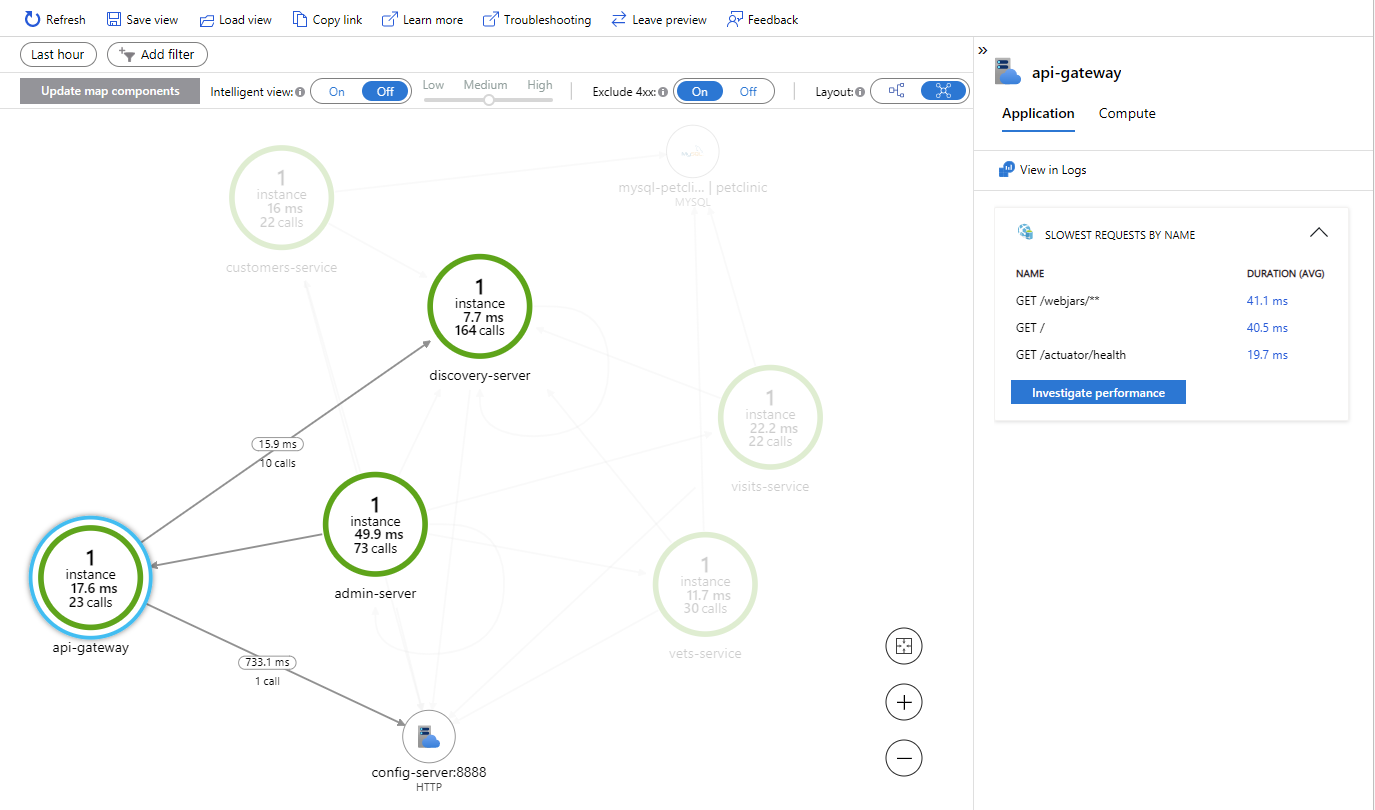 Refresh
Save view
Load view
Copy link
Learn more
Troubleshooting
Leave preview
Feedback
Last hour
Add filter
Update map components
Intelligent view:
On
Off
Low
Medium
High
Exclude 4xx:
On
Off
Layout:
1
instance
16 ms
22 calls
customers-service
mysql-petcli... | petclinic
MYSQL
1
instance
7.7 ms
164 calls
discovery-server
1
instance
22.2 ms
22 calls
visits-service
15.9 ms
10 calls
1
instance
49.9 ms
73 calls
admin-server
1
instance
17.6 ms
23 calls
api-gateway
1
instance
11.7 ms
30 calls
vets-service
733.1 ms
1 call
config-server:8888
HTTP
»
api-gateway
Application
Compute
View in Logs
SLOWEST REQUESTS BY NAME
NAME DURATION (AVG)
GET /webjars/** 41.1 ms
GET / 40.5 ms
GET /actuator/health 19.7 ms
Investigate performance